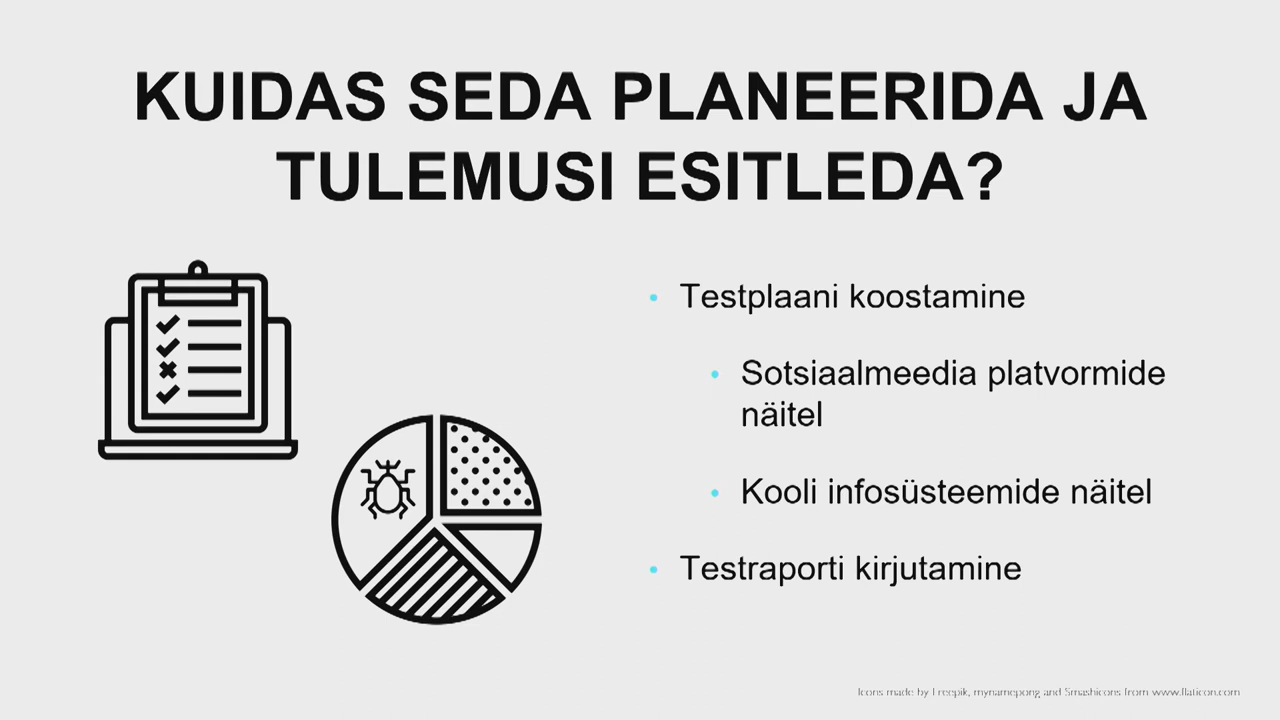 KUIDAS SEDA PLANEERIDA JA
TULEMUSI ESITLEDA?
• Testplaani koostamine
• Sotsiaalmeedia platvormide
näitel
• Kooli infosüsteemide näitel
• Testraporti kirjutamine
Icons made by Freepik, mynamepong and Smashicons from www.flaticon.com